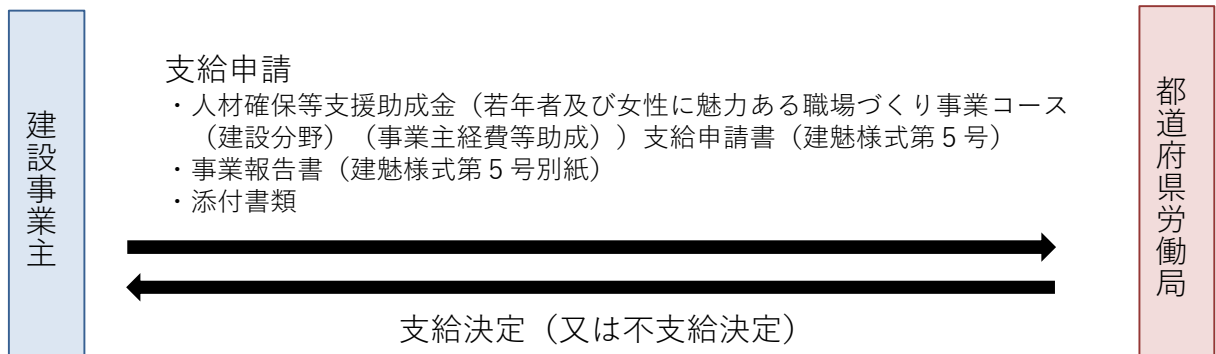 建設事業主
支給申請
・人材確保等支援助成金（若年者及び女性に魅力ある職場づくり事業コース
（建設分野）（事業主経費等助成））支給申請書（建魅様式第５号）
・事業報告書（建魅様式第５号別紙）
・添付書類
支給決定（又は不支給決定）
都道府県労働局